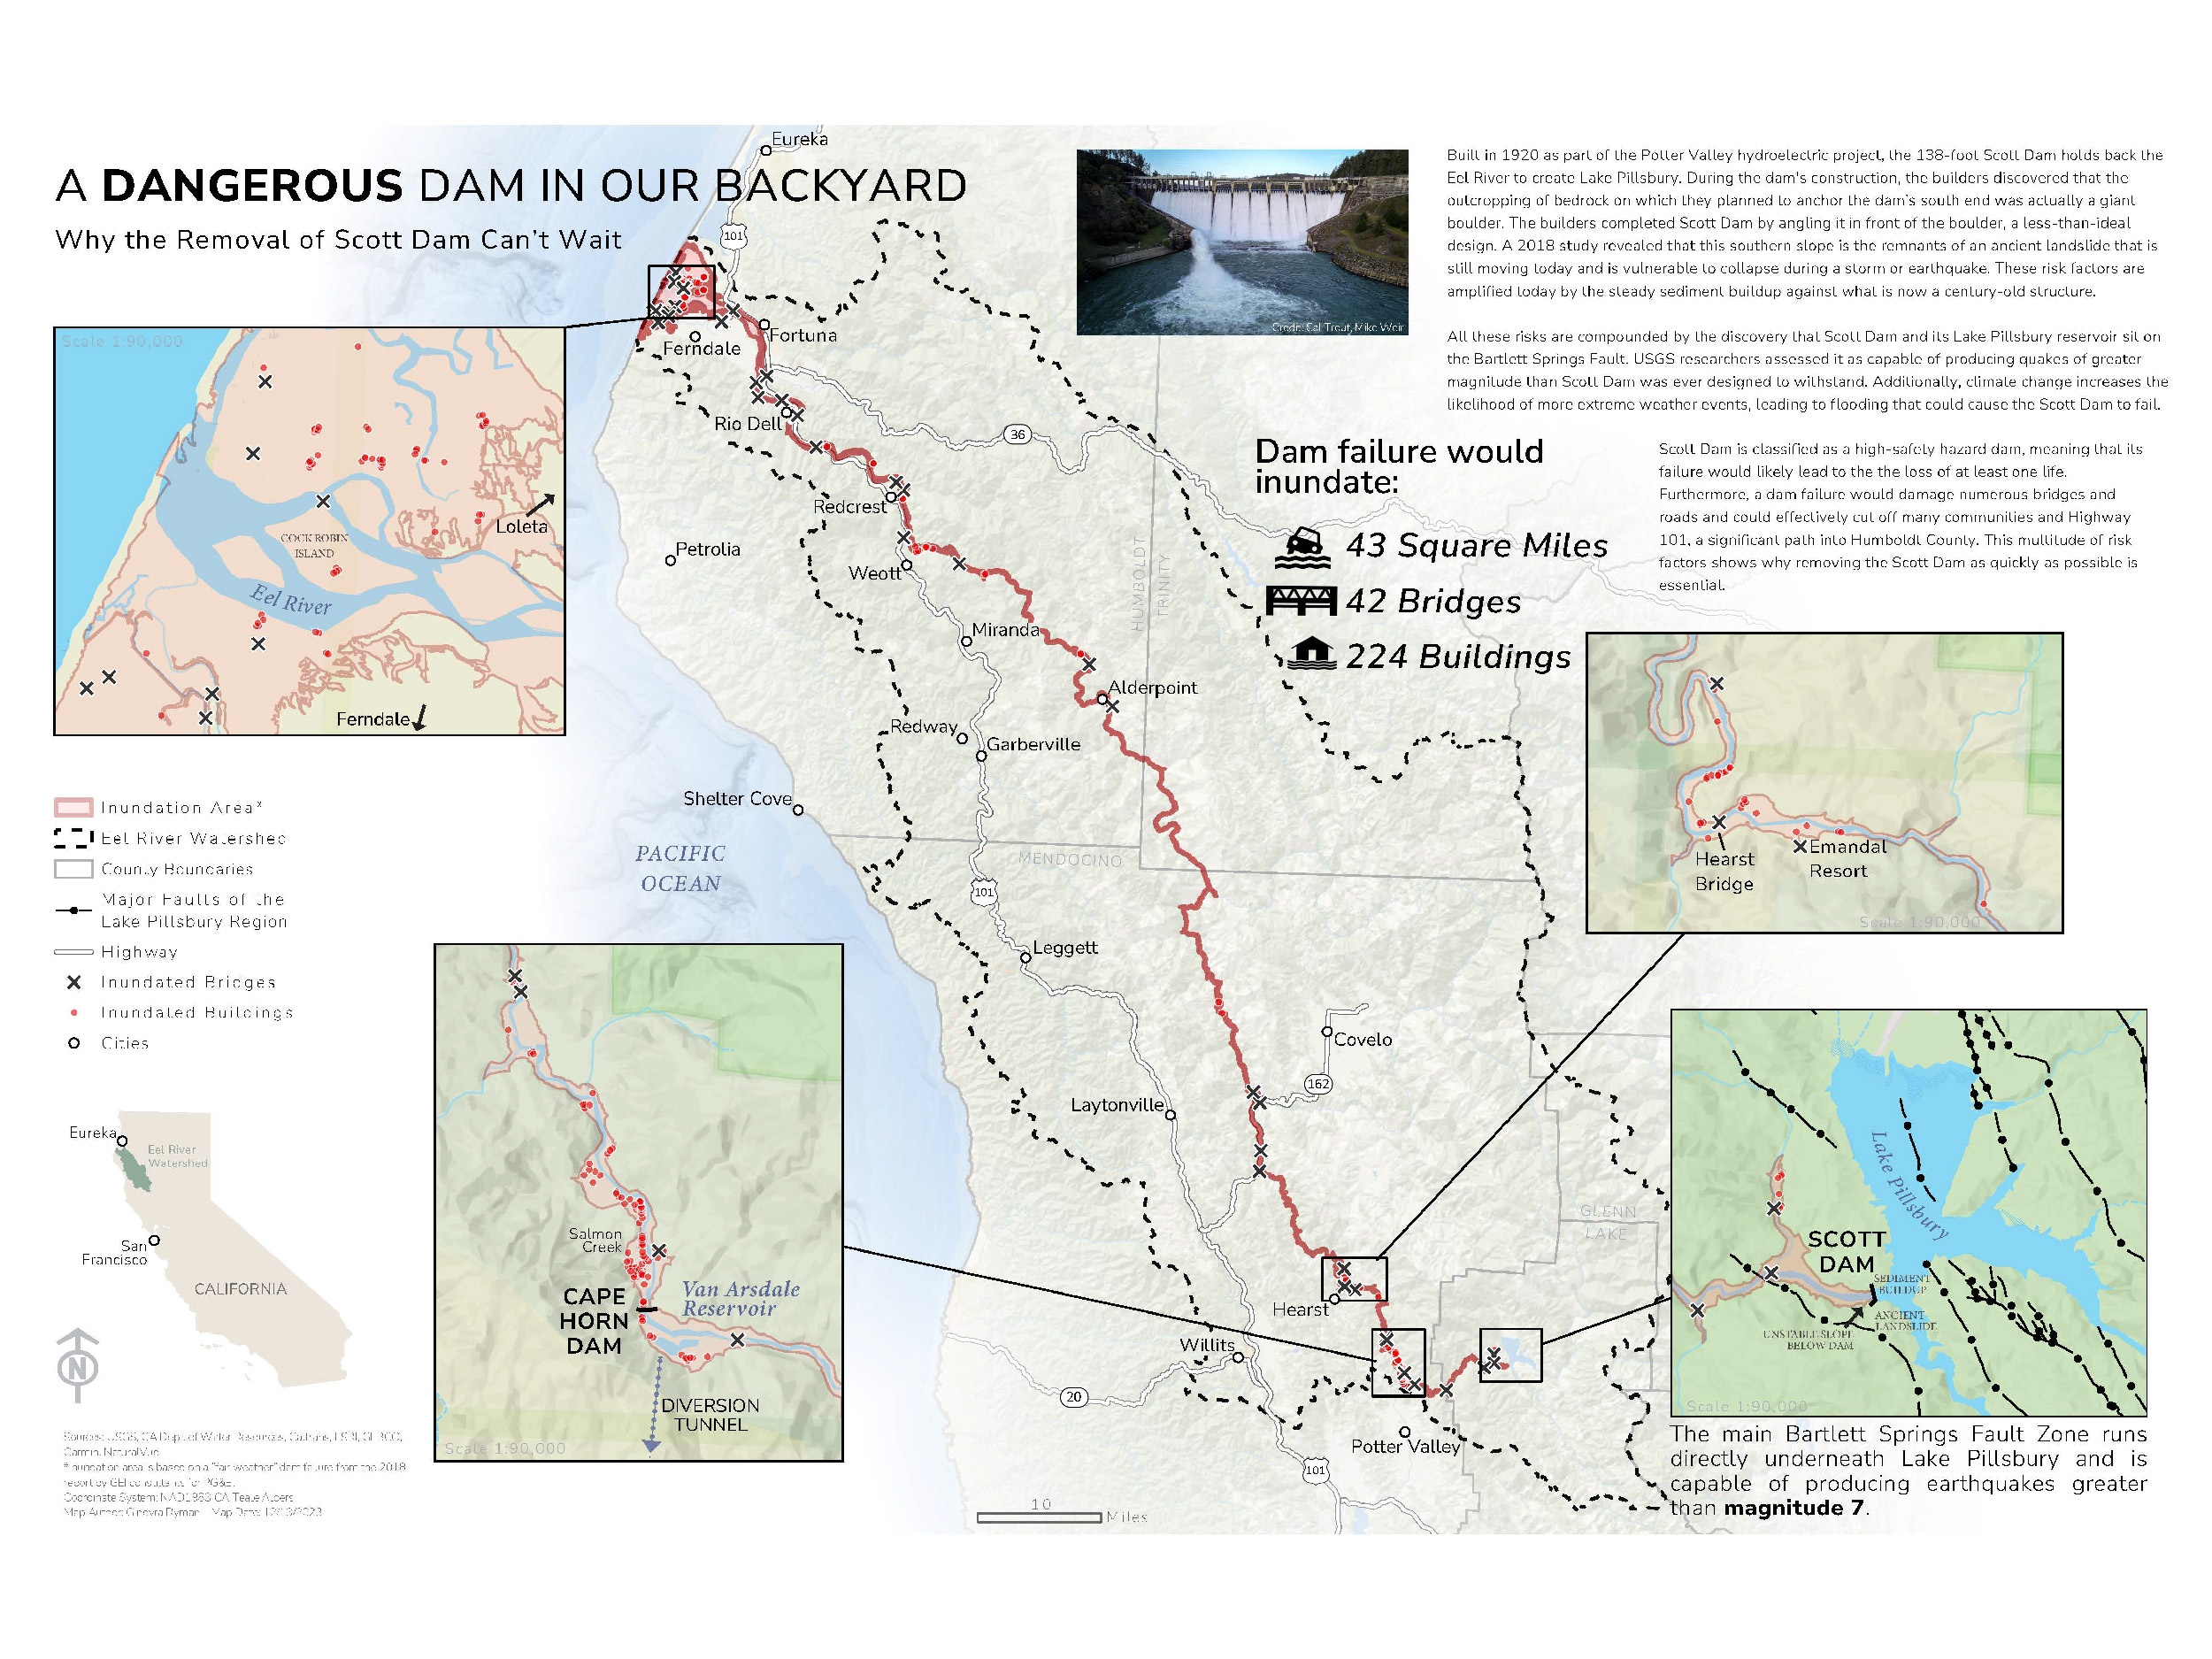 A DANGEROUS DAM IN OUR BACKYARD
Why the Removal of Scott Dam Can't Wait
Built in 1920 as part of the Potter Valley hydroelectric project, the 138-foot Scott Dam holds back the
Eel River to create Lake Pillsbury. During the dam's construction, the builders discovered that the
outcropping of bedrock on which they planned to anchor the dam's south end was actually a giant
boulder. The builders completed Scott Dam by angling it in front of the boulder, a less-than-ideal
design. A 2018 study revealed that this southern slope is the remnants of an ancient landslide that is
still moving today and is vulnerable to collapse during a storm or earthquake. These risk factors are
amplified today by the steady sediment buildup against what is now a century-old structure.
All these risks are compounded by the discovery that Scott Dam and its Lake Pillsbury reservoir sit on
the Bartlett Springs Fault. USGS researchers assessed it as capable of producing quakes of greater
magnitude than Scott Dam was ever designed to withstand. Additionally, climate change increases the
likelihood of more extreme weather events, leading to flooding that could cause the Scott Dam to fail.
Scott Dam is classified as a high-safety hazard dam, meaning that its
failure would likely lead to the the loss of at least one life.
Furthermore, a dam failure would damage numerous bridges and
roads and could effectively cut off many communities and Highway
101, a significant path into Humboldt County. This multitude of risk
factors shows why removing the Scott Dam as quickly as possible is
essential.
Credit: Cal Trout, Mike Weir
Dam failure would
inundate:
43 Square Miles
42 Bridges
224 Buildings
Eureka
101
Fortuna
Ferndale
Rio Dell
36
Redcrest
Petrolia
Weott
HUMBOLDT
TRINITY
Miranda
Alderpoint
Redway
Garberville
Shelter Cove
PACIFIC
OCEAN
MENDOCINO
101
Leggett
Covelo
162
Laytonville
GLENN
LAKE
Hearst
Willits
20
Potter Valley
101
10
Miles
Scale 1:90,000
Loleta
COCK ROBIN
ISLAND
Eel River
Ferndale
Inundation Area*
Eel River Watershed
County Boundaries
Major Faults of the
Lake Pillsbury Region
Highway
Inundated Bridges
Inundated Buildings
Cities
Eureka
Eel River
Watershed
San
Francisco
CALIFORNIA
N
Sources: USGS, CA Dept. of Water Resources, Caltrans, ESRI, GEBCO,
Garmin, NaturalVue
*Inundation area is based on a "fair weather" dam failure from the 2018
report by GEI consultants for PG&E.
Coordinate System: NAD1983 CA Teale Albers
Map Author: Ginevra Ryman Map Date: 12/13/2023
Salmon
Creek
CAPE
HORN
DAM
Van Arsdale
Reservoir
DIVERSION
TUNNEL
Scale 1:90,000
Hearst
Bridge
Emandal
Resort
Scale 1:90,000
Lake Pillsbury
SCOTT
DAM
SEDIMENT
BUILDUP
ANCIENT
LANDSLIDE
UNSTABLE SLOPE
BELOW DAM
Scale 1:90,000
The main Bartlett Springs Fault Zone runs
directly underneath Lake Pillsbury and is
capable of producing earthquakes greater
than magnitude 7.